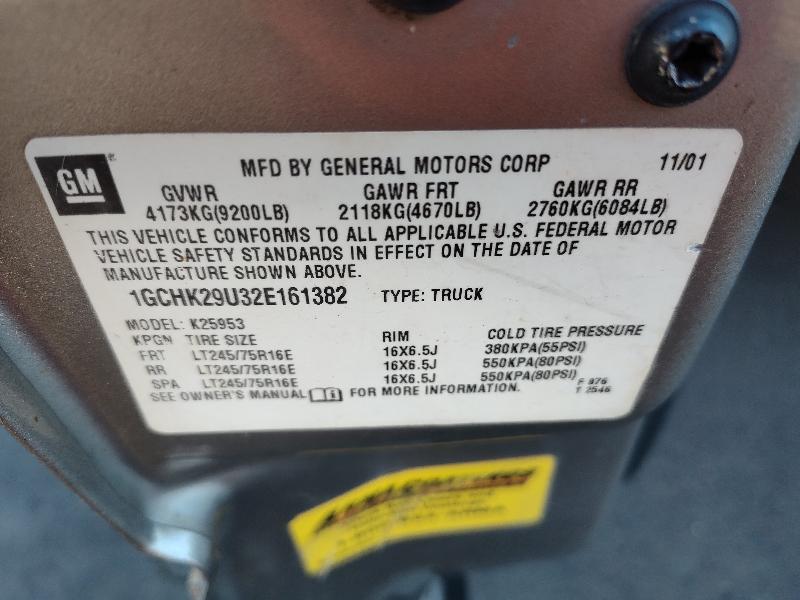 GM ® MFD BY GENERAL MOTORS CORP 11/01
GVWR GAWR FRT GAWR RR
4173KG(9200LB) 2118KG(4670LB) 2760KG(6084LB)
THIS VEHICLE CONFORMS TO ALL APPLICABLE U.S. FEDERAL MOTOR
VEHICLE SAFETY STANDARDS IN EFFECT ON THE DATE OF
MANUFACTURE SHOWN ABOVE.
1GCHK29U32E161382 TYPE: TRUCK
MODEL: K25953
KPGN TIRE SIZE RIM COLD TIRE PRESSURE
FRT LT245/75R16E 16X6.5J 380KPA(55PSI)
RR LT245/75R16E 16X6.5J 550KPA(80PSI)
SPA LT245/75R16E 16X6.5J 550KPA(80PSI)
SEE OWNER'S MANUAL FOR MORE INFORMATION. F 976
T 2546